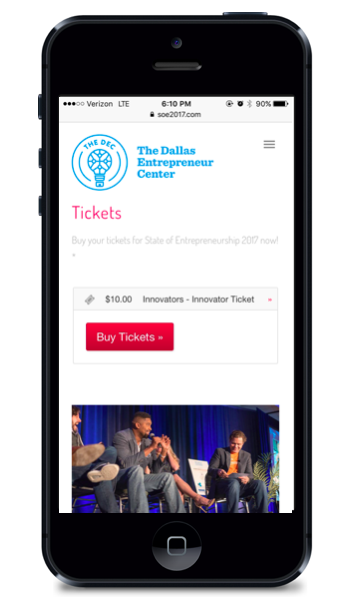 Verizon LTE 6:10 PM 90%
soe2017.com
THE DEC
The Dallas
Entrepreneur
Center
Tickets
Buy your tickets for State of Entrepreneurship 2017 now!
»
$10.00 Innovators - Innovator Ticket
Buy Tickets »